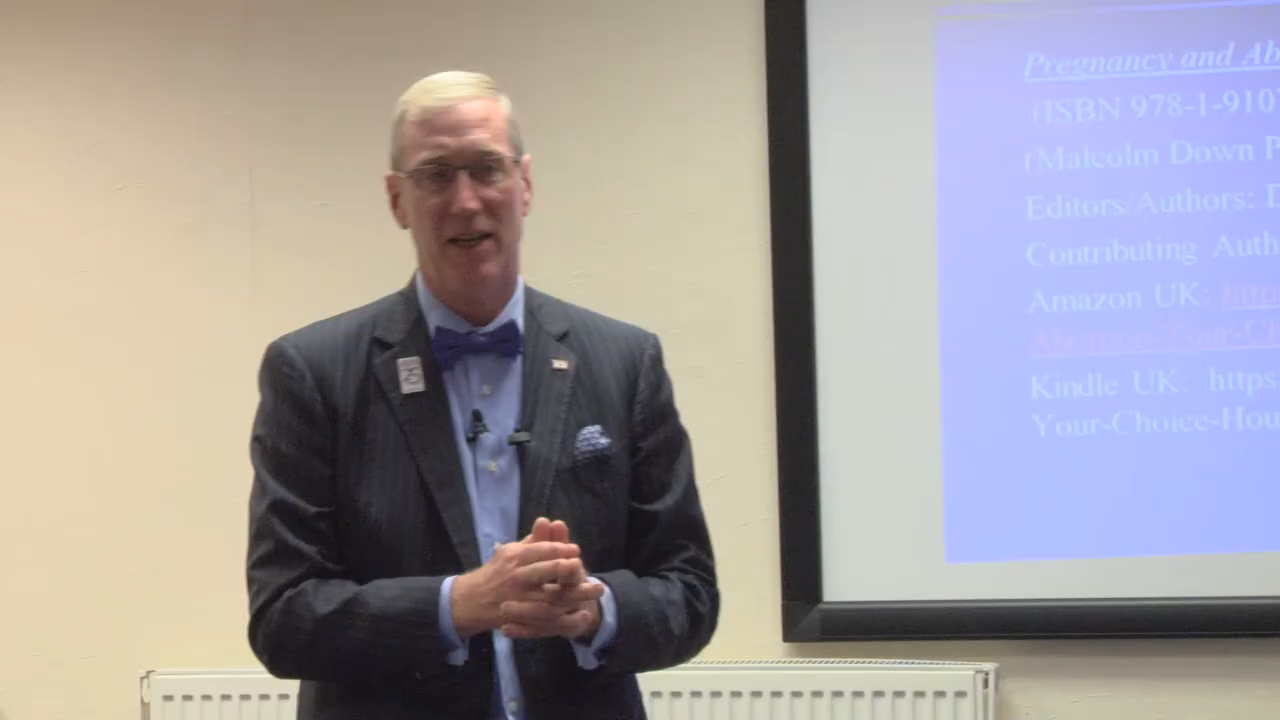 Pregnancy and Ab
(ISBN 978-1-910
(Malcolm Down P
Editors/Authors: D
Contributing Auth
Amazon UK: http
Kindle UK: https
Your-Choice-Hou